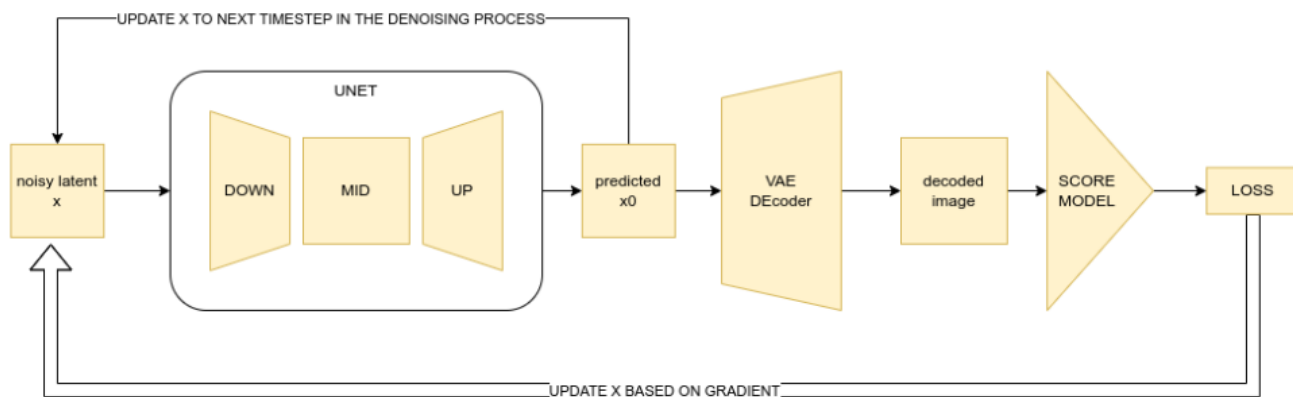 UPDATE X TO NEXT TIMESTEP IN THE DENOISING PROCESS
UNET
noisy latent
x
DOWN
MID
UP
predicted
x0
VAE
DEcoder
decoded
image
SCORE
MODEL
LOSS
UPDATE X BASED ON GRADIENT